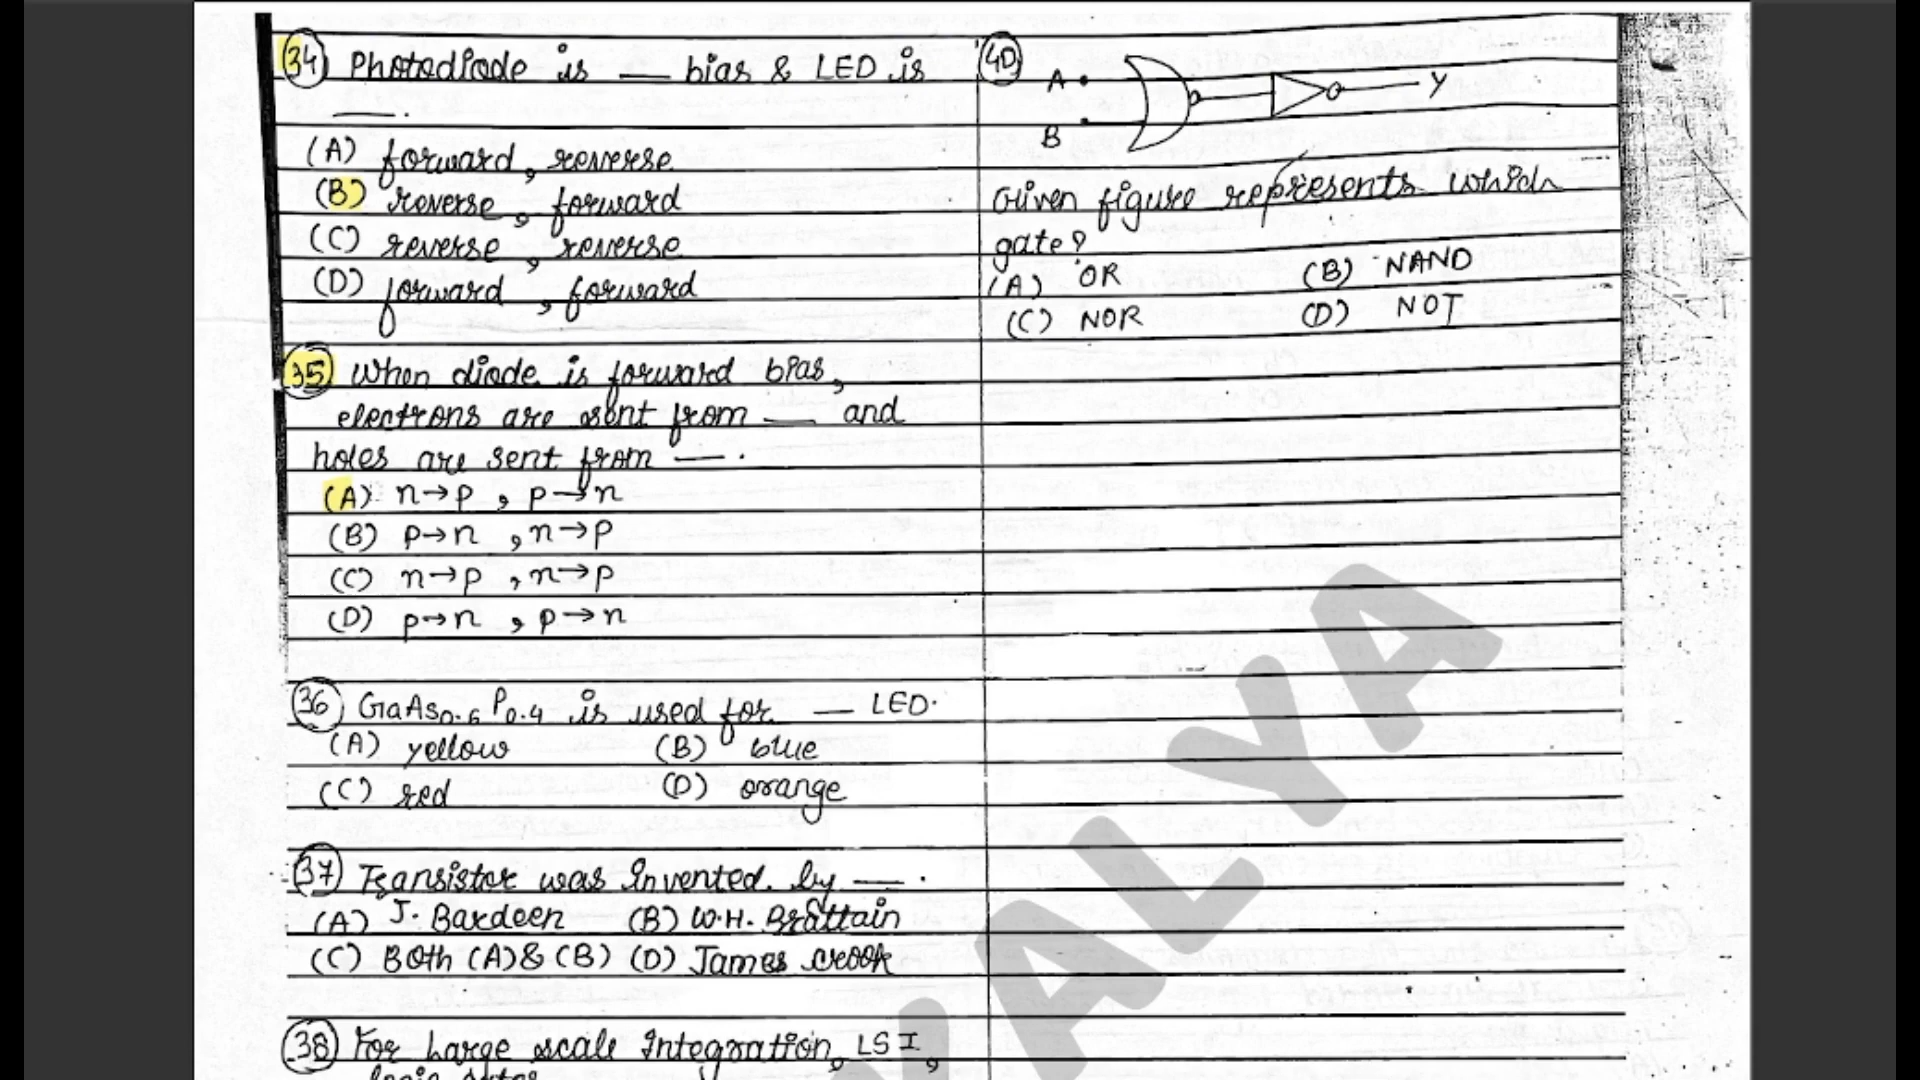 34 Photodiode is __ bias & LED is
__.
(A) forward, reverse
(B) reverse, forward
(C) reverse, reverse
(D) forward, forward
35 When diode is forward bias,
electrons are sent from __ and
holes are sent from __.
(A) n→p, p→n
(B) p→n, n→p
(C) n→p, n→p
(D) p→n, p→n
36 GaAs0.6 P0.4 is used for __ LED.
(A) yellow (B) blue
(C) red (D) orange
37 Transistor was invented by __.
(A) J. Bardeen (B) W.H. Brattain
(C) Both (A) & (B) (D) James crook
38 For Large scale Integration, LSI,
40 A
B
Y
Given figure represents which
gate?
(A) OR (B) NAND
(C) NOR (D) NOT
ALYA